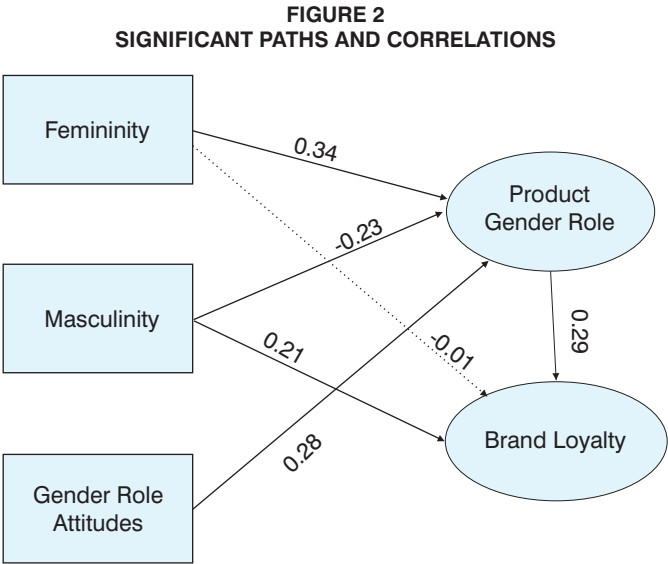 FIGURE 2
SIGNIFICANT PATHS AND CORRELATIONS
Femininity
0.34
Product
Gender Role
-0.23
Masculinity
0.21
-0.01
0.29
Brand Loyalty
0.28
Gender Role
Attitudes